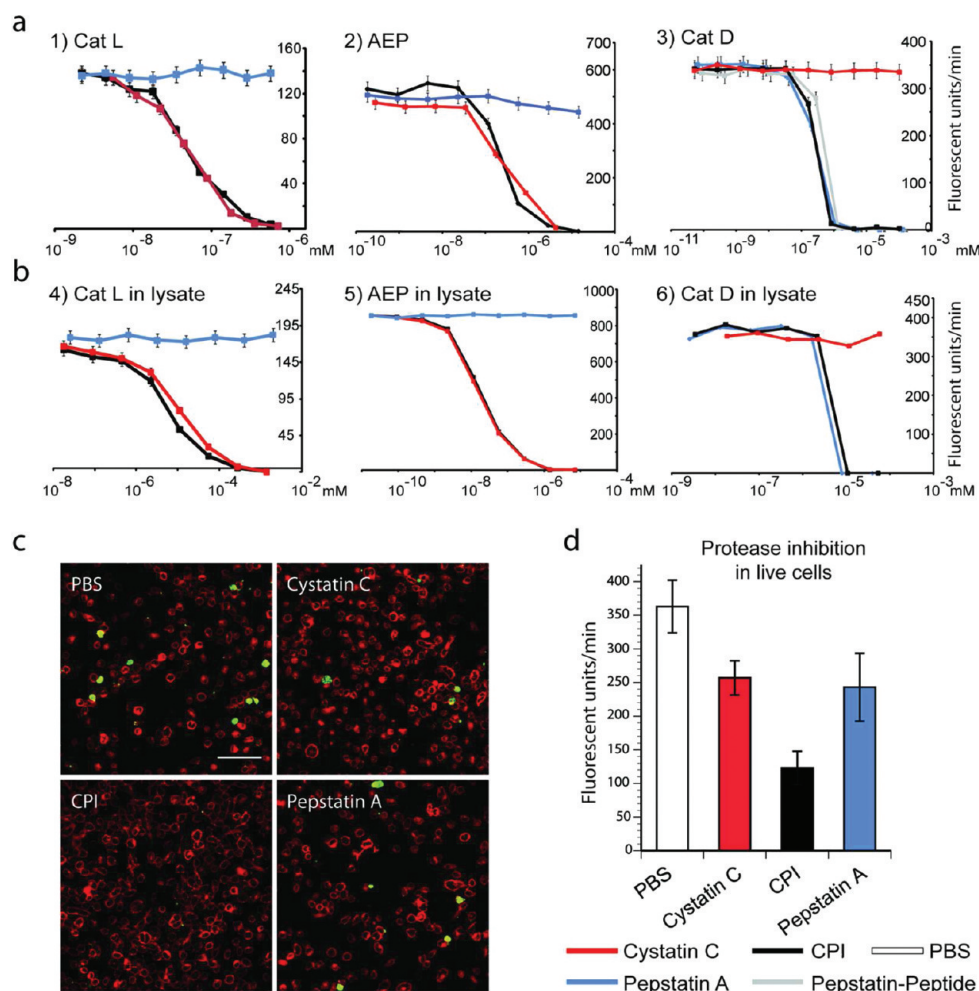 a
1) Cat L
160
120
80
40
10-9
10-8
10-7
10-6
mM
2) AEP
700
600
400
200
10-10
10-8
10-6
10-4
mM
3) Cat D
400
350
300
200
100
0
10-11
10-9
10-7
10-5
10-3
mM
Fluorescent units/min
b
4) Cat L in lysate
245
195
145
95
45
10-8
10-6
10-4
10-2
mM
5) AEP in lysate
1000
800
600
400
200
0
10-10
10-8
10-6
mM
6) Cat D in lysate
450
400
300
200
100
0
10-9
10-7
10-5
10-3
mM
Fluorescent units/min
c
PBS
Cystatin C
CPI
Pepstatin A
d
Protease inhibition
in live cells
Fluorescent units/min
400
350
300
250
200
150
100
50
0
PBS
Cystatin C
CPI
Pepstatin A
Cystatin C
CPI
PBS
Pepstatin A
Pepstatin-Peptide